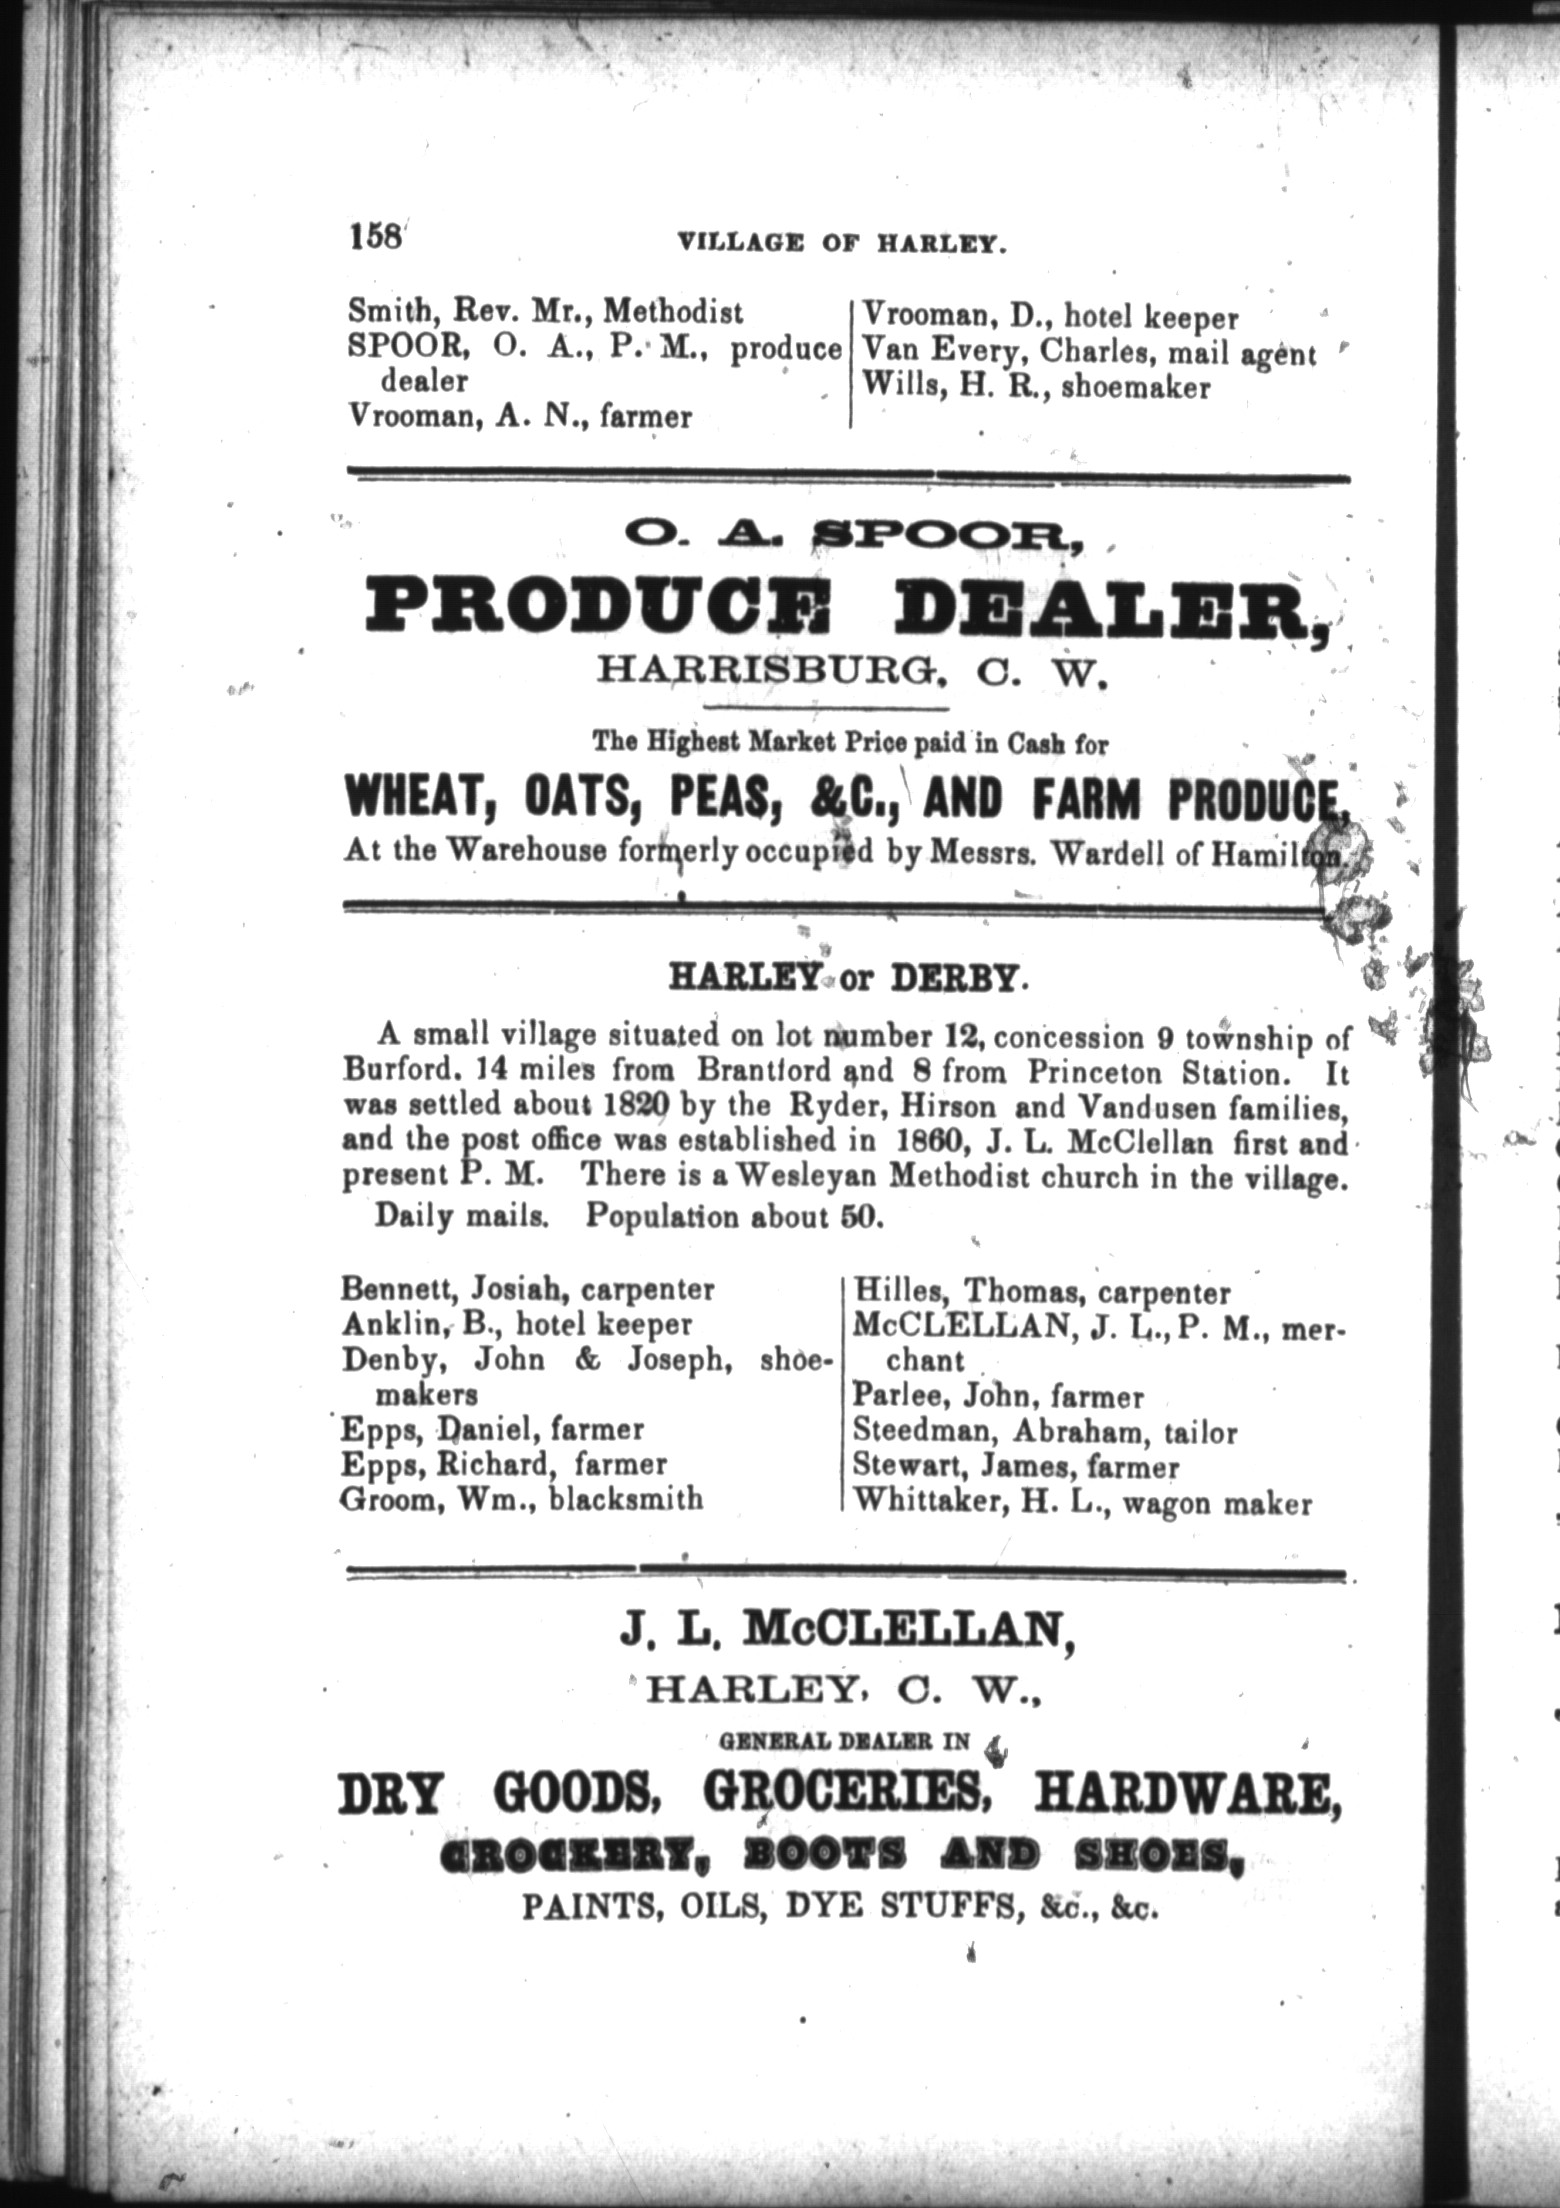 158 VILLAGE OF HARLEY.
Smith, Rev. Mr., Methodist
SPOOR, O. A., P. M., produce
dealer
Vrooman, A. N., farmer
Vrooman, D., hotel keeper
Van Every, Charles, mail agent
Wills, H. R., shoemaker
O. A. SPOOR,
PRODUCE DEALER,
HARRISBURG, C. W.
The Highest Market Price paid in Cash for
WHEAT, OATS, PEAS, &C., AND FARM PRODUCE,
At the Warehouse formerly occupied by Messrs. Wardell of Hamilton.
HARLEY or DERBY.
A small village situated on lot number 12, concession 9 township of
Burford. 14 miles from Brantford and 8 from Princeton Station. It
was settled about 1820 by the Ryder, Hirson and Vandusen families,
and the post office was established in 1860, J. L. McClellan first and
present P. M. There is a Wesleyan Methodist church in the village.
Daily mails. Population about 50.
Bennett, Josiah, carpenter
Anklin, B., hotel keeper
Denby, John & Joseph, shoe-
makers
Epps, Daniel, farmer
Epps, Richard, farmer
Groom, Wm., blacksmith
Hilles, Thomas, carpenter
McCLELLAN, J. L., P. M., mer-
chant
Parlee, John, farmer
Steedman, Abraham, tailor
Stewart, James, farmer
Whittaker, H. L., wagon maker
J. L. McCLELLAN,
HARLEY, C. W.,
GENERAL DEALER IN
DRY GOODS, GROCERIES, HARDWARE,
CROCKERY, BOOTS AND SHOES,
PAINTS, OILS, DYE STUFFS, &c., &c.